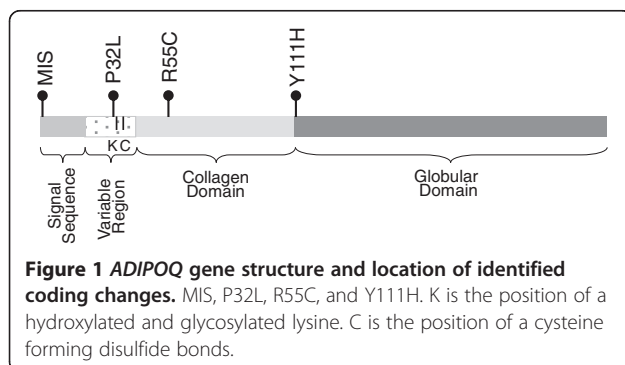 MIS
P32L
R55C
Y111H
K C
Signal
Sequence
Variable
Region
Collagen
Domain
Globular
Domain
Figure 1 ADIPOQ gene structure and location of identified
coding changes. MIS, P32L, R55C, and Y111H. K is the position of a
hydroxylated and glycosylated lysine. C is the position of a cysteine
forming disulfide bonds.